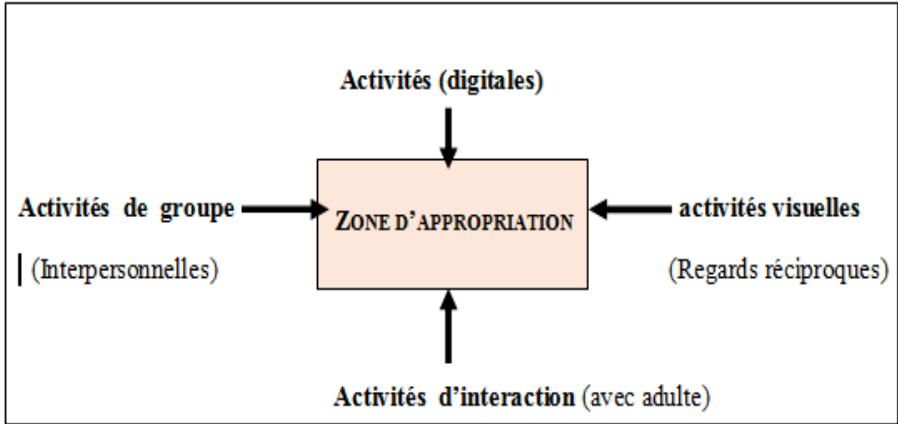 Activités (digitales)
Activités de groupe
ZONE D'APPROPRIATION
activités visuelles
(Interpersonnelles)
(Regards réciproques)
Activités d'interaction (avec adulte)